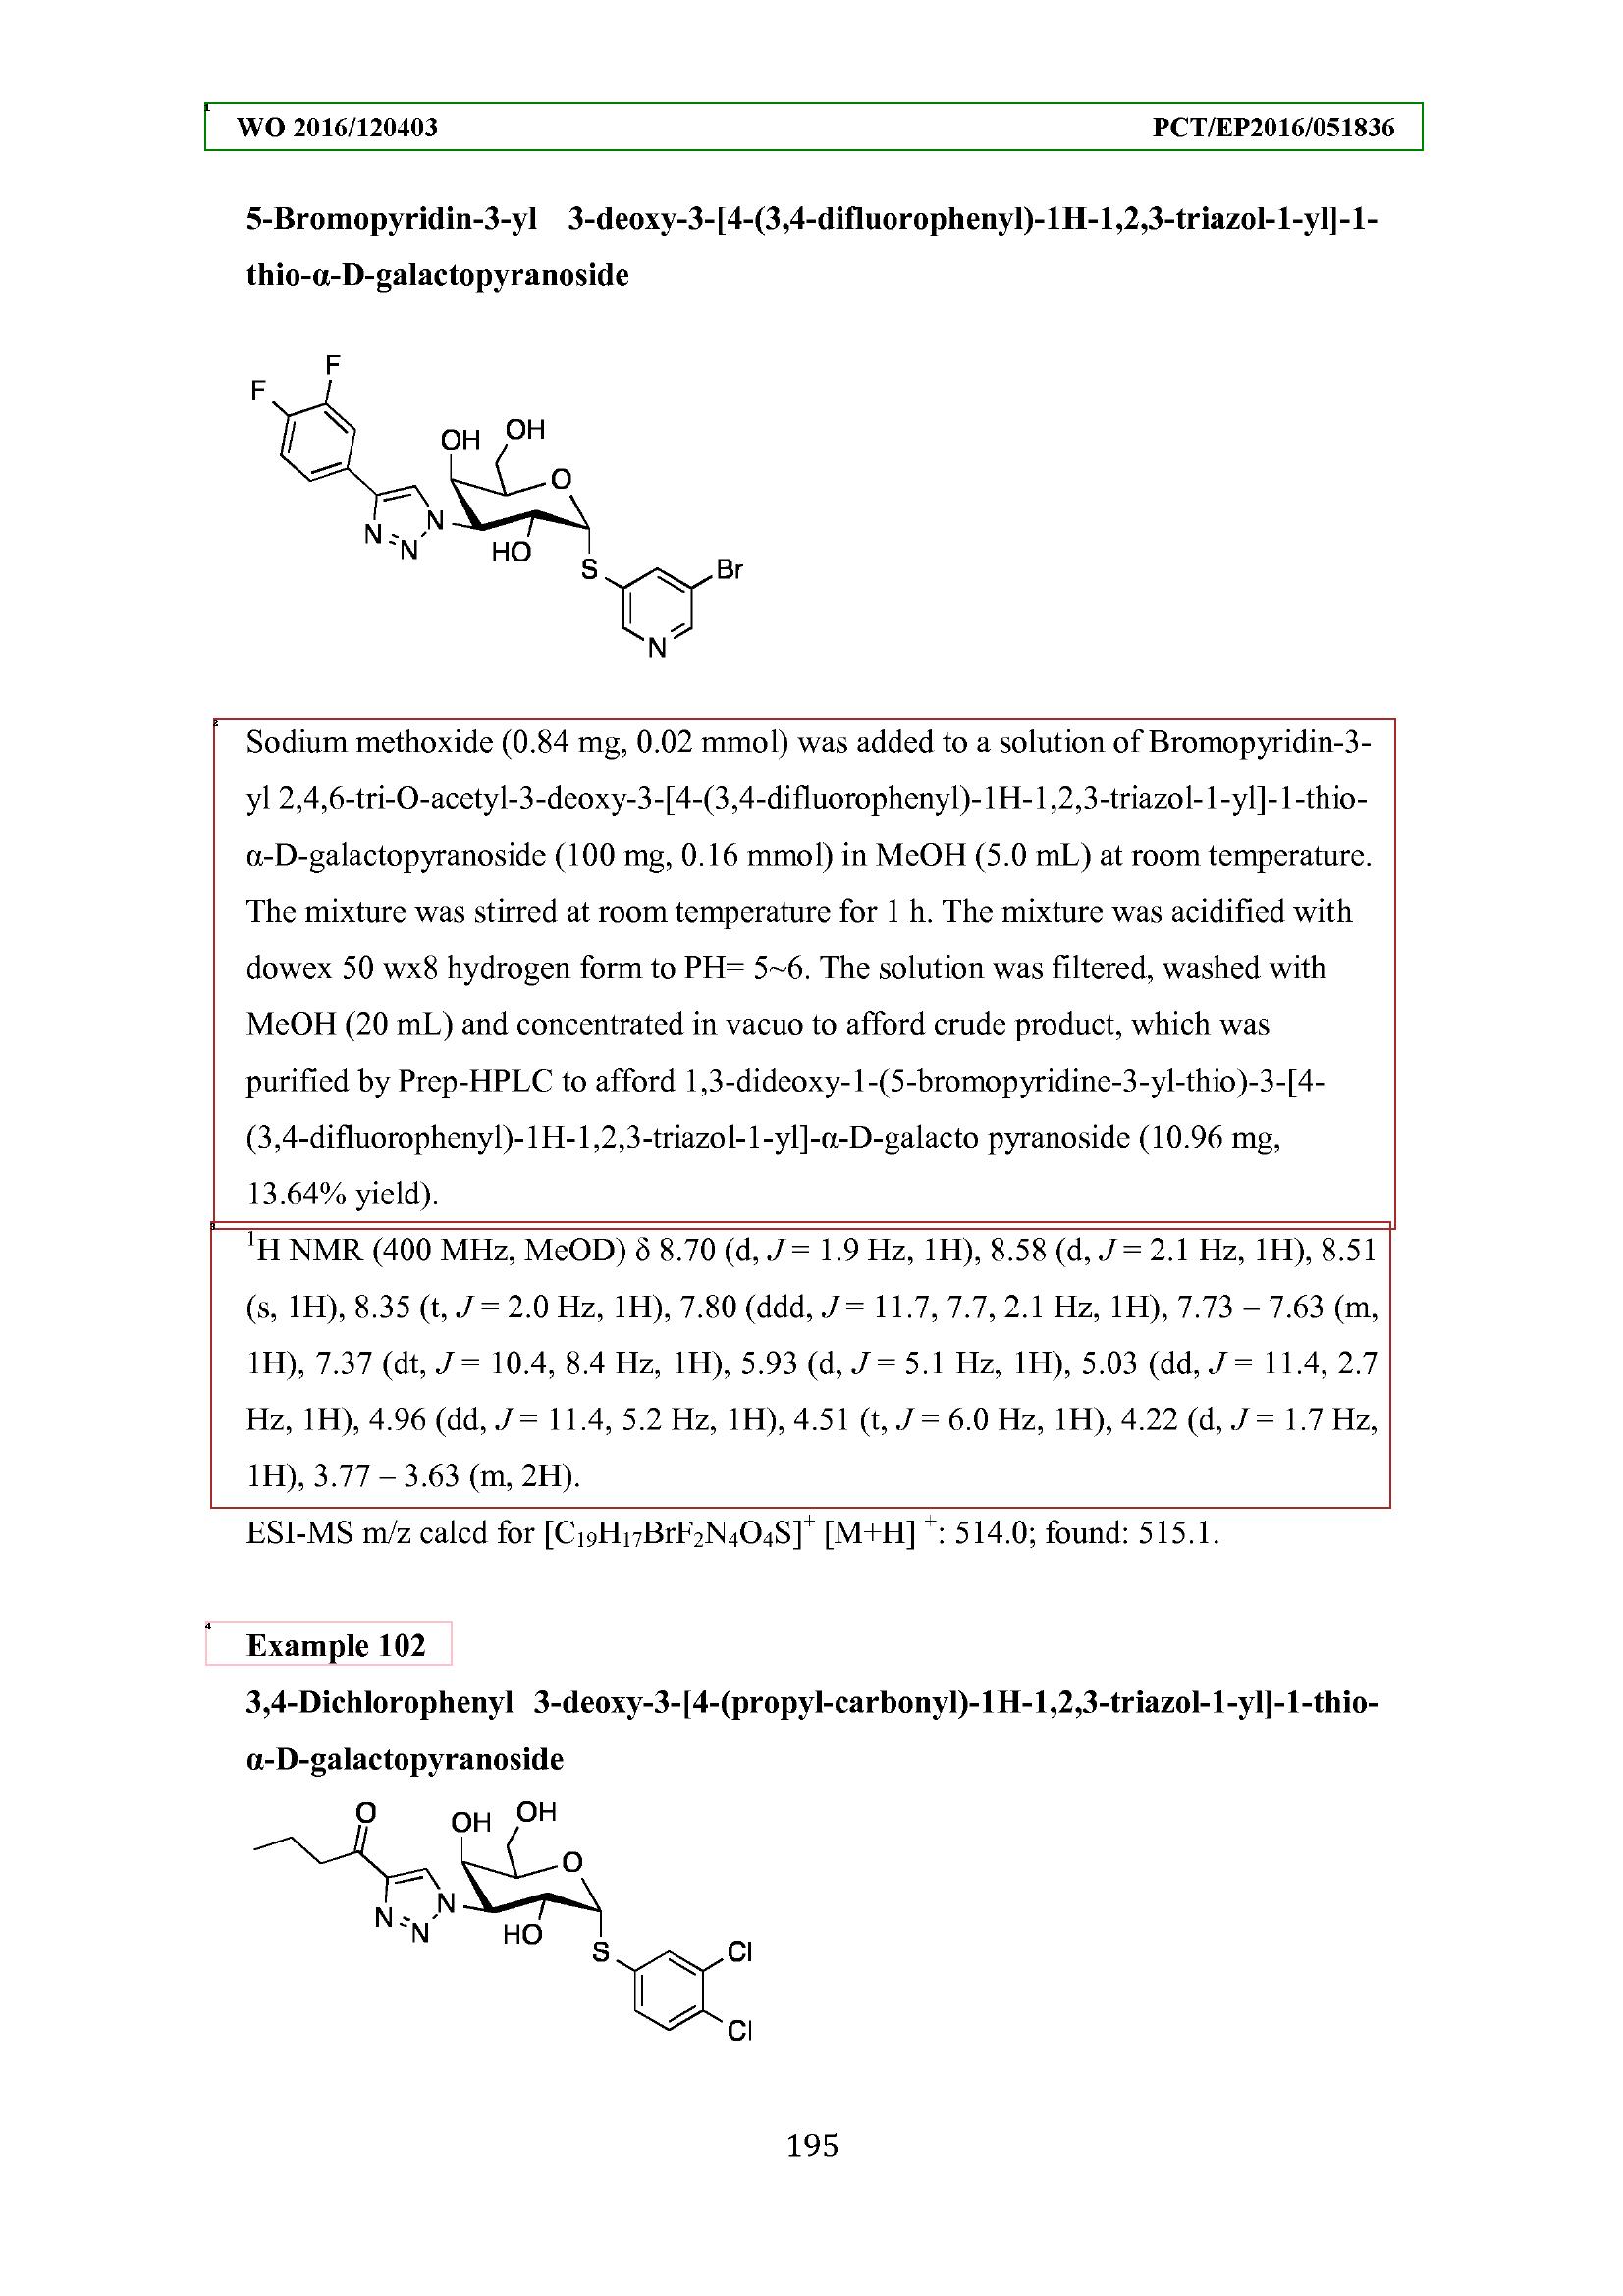 1
WO 2016/120403 PCT/EP2016/051836
5-Bromopyridin-3-yl 3-deoxy-3-[4-(3,4-difluorophenyl)-1H-1,2,3-triazol-1-yl]-1-
thio-α-D-galactopyranoside
F
F
OH OH
O
N
N N
HO
S
Br
N
2
Sodium methoxide (0.84 mg, 0.02 mmol) was added to a solution of Bromopyridin-3-
yl 2,4,6-tri-O-acetyl-3-deoxy-3-[4-(3,4-difluorophenyl)-1H-1,2,3-triazol-1-yl]-1-thio-
α-D-galactopyranoside (100 mg, 0.16 mmol) in MeOH (5.0 mL) at room temperature.
The mixture was stirred at room temperature for 1 h. The mixture was acidified with
dowex 50 wx8 hydrogen form to PH= 5~6. The solution was filtered, washed with
MeOH (20 mL) and concentrated in vacuo to afford crude product, which was
purified by Prep-HPLC to afford 1,3-dideoxy-1-(5-bromopyridine-3-yl-thio)-3-[4-
(3,4-difluorophenyl)-1H-1,2,3-triazol-1-yl]-α-D-galacto pyranoside (10.96 mg,
13.64% yield).
3
¹H NMR (400 MHz, MeOD) δ 8.70 (d, J = 1.9 Hz, 1H), 8.58 (d, J = 2.1 Hz, 1H), 8.51
(s, 1H), 8.35 (t, J = 2.0 Hz, 1H), 7.80 (ddd, J = 11.7, 7.7, 2.1 Hz, 1H), 7.73 – 7.63 (m,
1H), 7.37 (dt, J = 10.4, 8.4 Hz, 1H), 5.93 (d, J = 5.1 Hz, 1H), 5.03 (dd, J = 11.4, 2.7
Hz, 1H), 4.96 (dd, J = 11.4, 5.2 Hz, 1H), 4.51 (t, J = 6.0 Hz, 1H), 4.22 (d, J = 1.7 Hz,
1H), 3.77 – 3.63 (m, 2H).
ESI-MS m/z calcd for [C₁₉H₁₇BrF₂N₄O₄S]⁺ [M+H] ⁺: 514.0; found: 515.1.
4
Example 102
3,4-Dichlorophenyl 3-deoxy-3-[4-(propyl-carbonyl)-1H-1,2,3-triazol-1-yl]-1-thio-
α-D-galactopyranoside
O
OH OH
O
N
N N
HO
S
Cl
Cl
195